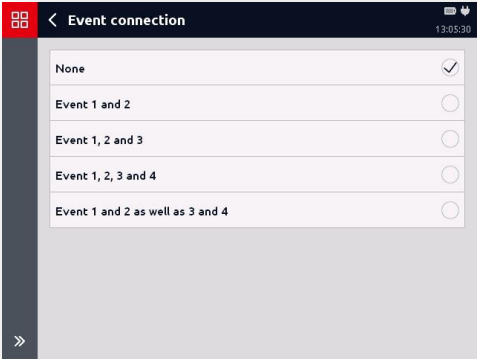 Event connection
13:05:30
None
Event 1 and 2
Event 1, 2 and 3
Event 1, 2, 3 and 4
Event 1 and 2 as well as 3 and 4